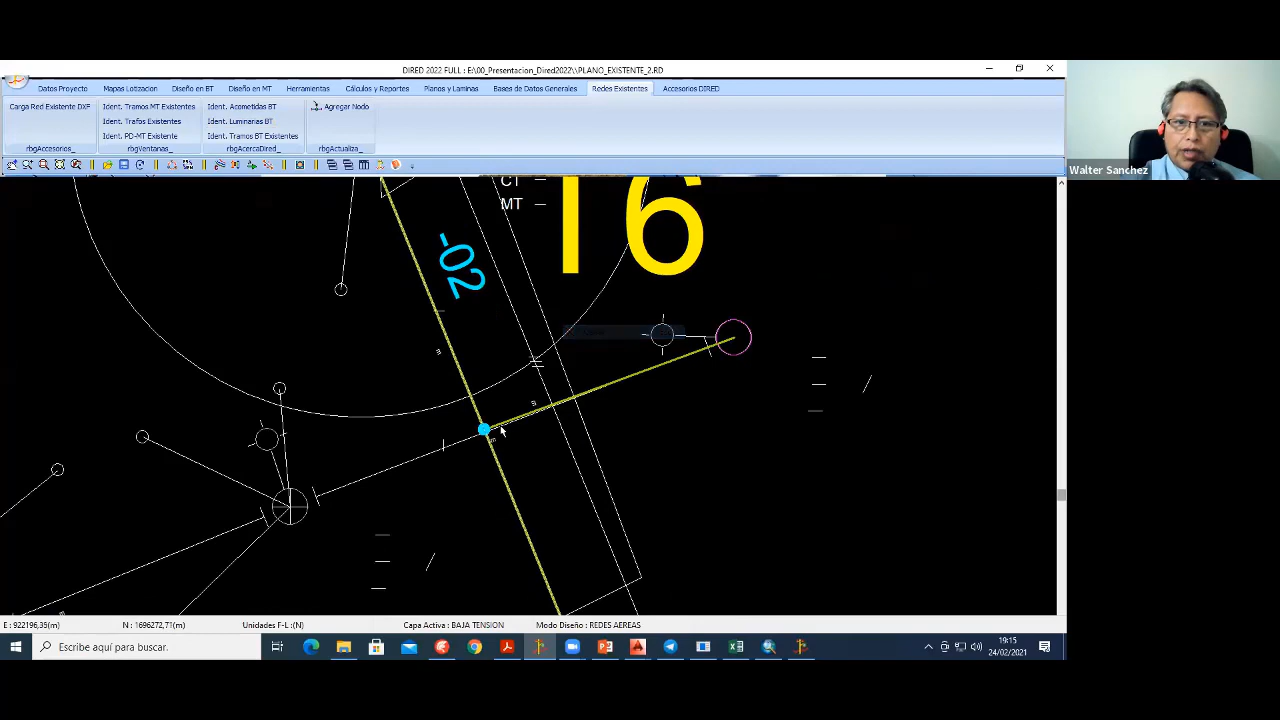 DIRED 2022 FULL : E:\00_Presentacion_Dired2022\\PLANO_EXISTENTE_2.RD
Datos Proyecto Mapas Lotizacion Diseño en BT Diseño en MT Herramientas Cálculos y Reportes Planos y Laminas Bases de Datos Generales Redes Existentes Accesorios DIRED
Carga Red Existente DXF Ident. Tramos MT Existentes Ident. Acometidas BT Agregar Nodo
Ident. Trafos Existente Ident. Luminarias BT
Ident. PD-MT Existente Ident. Tramos BT Existentes
rbgAccesorios_ rbgVentanas_ rbgAcercaDired_ rbgActualiza_
Walter Sanchez
CT —
MT —
16
-02
E : 922196,35(m) N : 1696272,71(m) Unidades F-L :(N) Capa Activa : BAJA TENSION Modo Diseño : REDES AEREAS
Escribe aquí para buscar.
19:15
24/02/2021